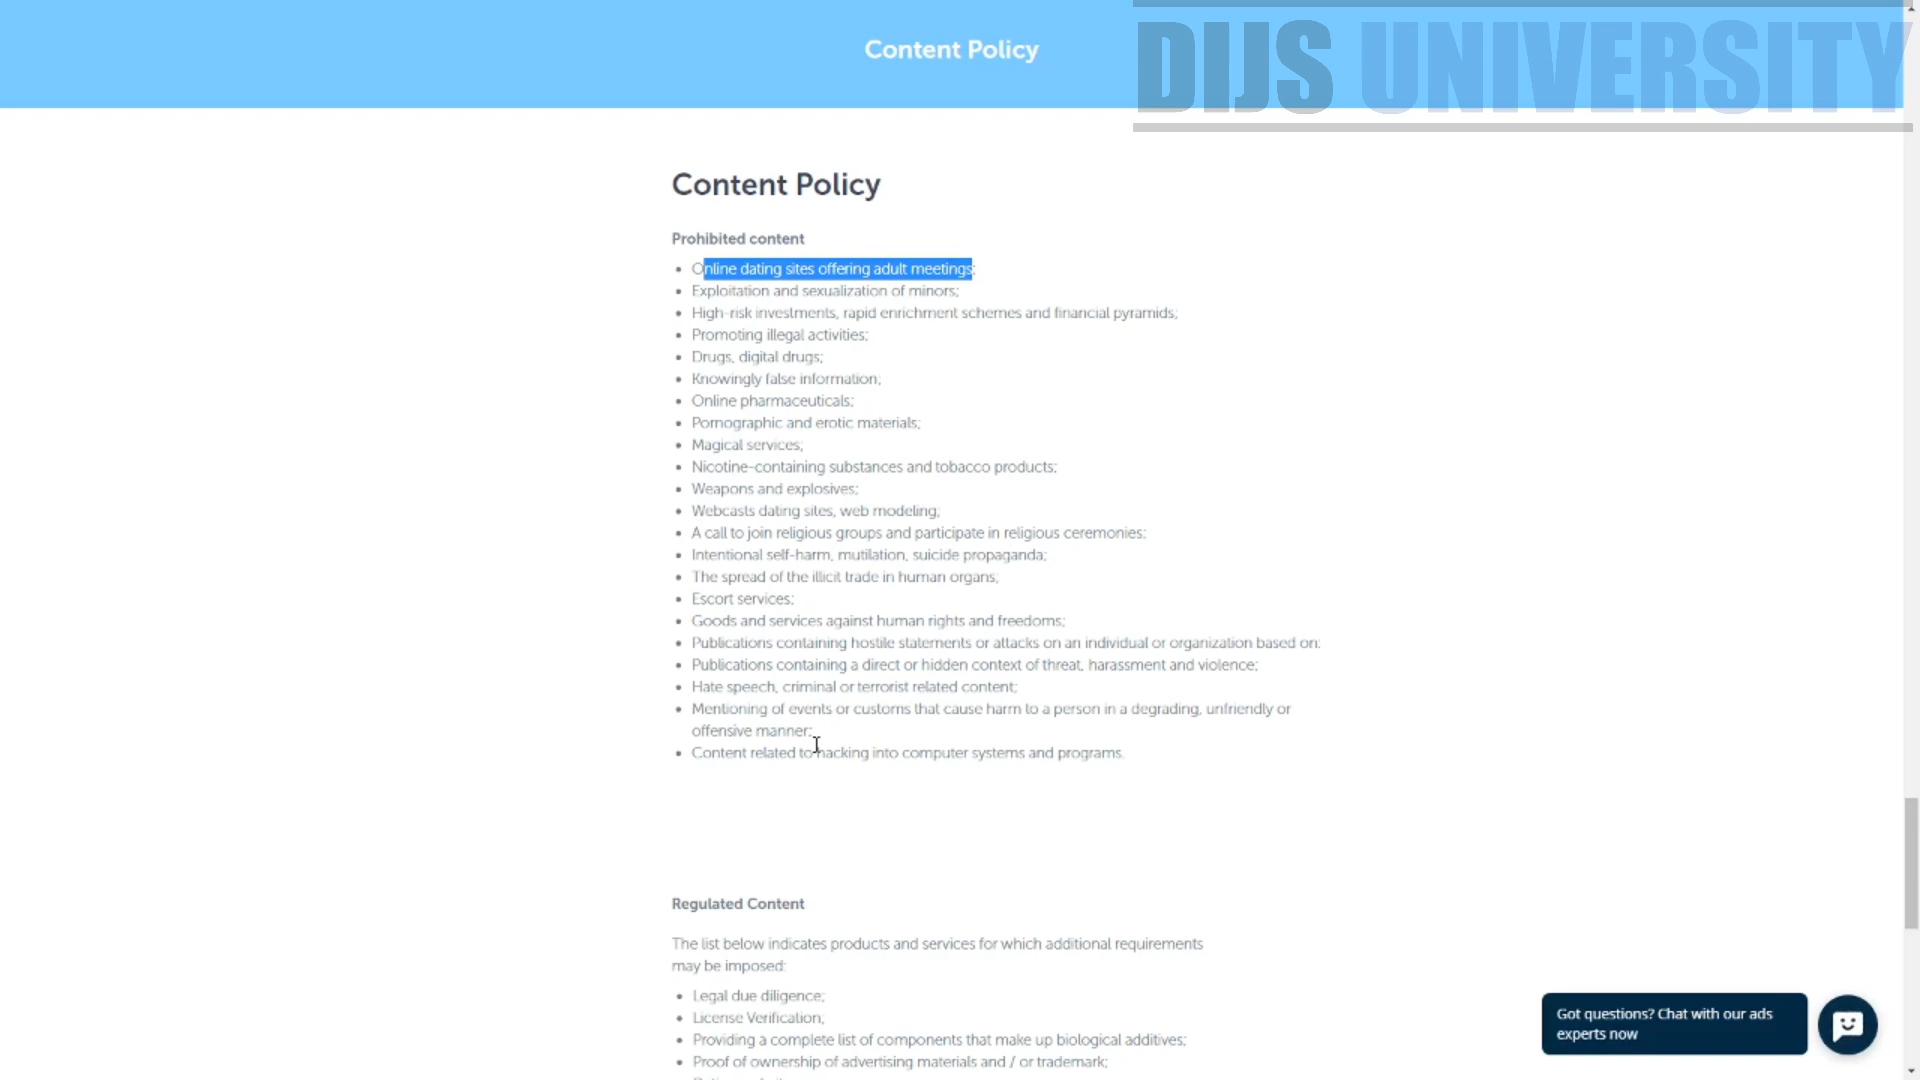 Content Policy
DIJS UNIVERSITY
Content Policy
Prohibited content
Online dating sites offering adult meetings;
Exploitation and sexualization of minors;
High-risk investments, rapid enrichment schemes and financial pyramids;
Promoting illegal activities;
Drugs, digital drugs;
Knowingly false information;
Online pharmaceuticals;
Pornographic and erotic materials;
Magical services;
Nicotine-containing substances and tobacco products;
Weapons and explosives;
Webcasts dating sites, web modeling;
A call to join religious groups and participate in religious ceremonies;
Intentional self-harm, mutilation, suicide propaganda;
The spread of the illicit trade in human organs;
Escort services;
Goods and services against human rights and freedoms;
Publications containing hostile statements or attacks on an individual or organization based on:
Publications containing a direct or hidden context of threat, harassment and violence;
Hate speech, criminal or terrorist related content;
Mentioning of events or customs that cause harm to a person in a degrading, unfriendly or
offensive manner;
Content related to hacking into computer systems and programs.
Regulated Content
The list below indicates products and services for which additional requirements
may be imposed:
Legal due diligence;
License Verification;
Providing a complete list of components that make up biological additives;
Proof of ownership of advertising materials and / or trademark;
Got questions? Chat with our ads
experts now